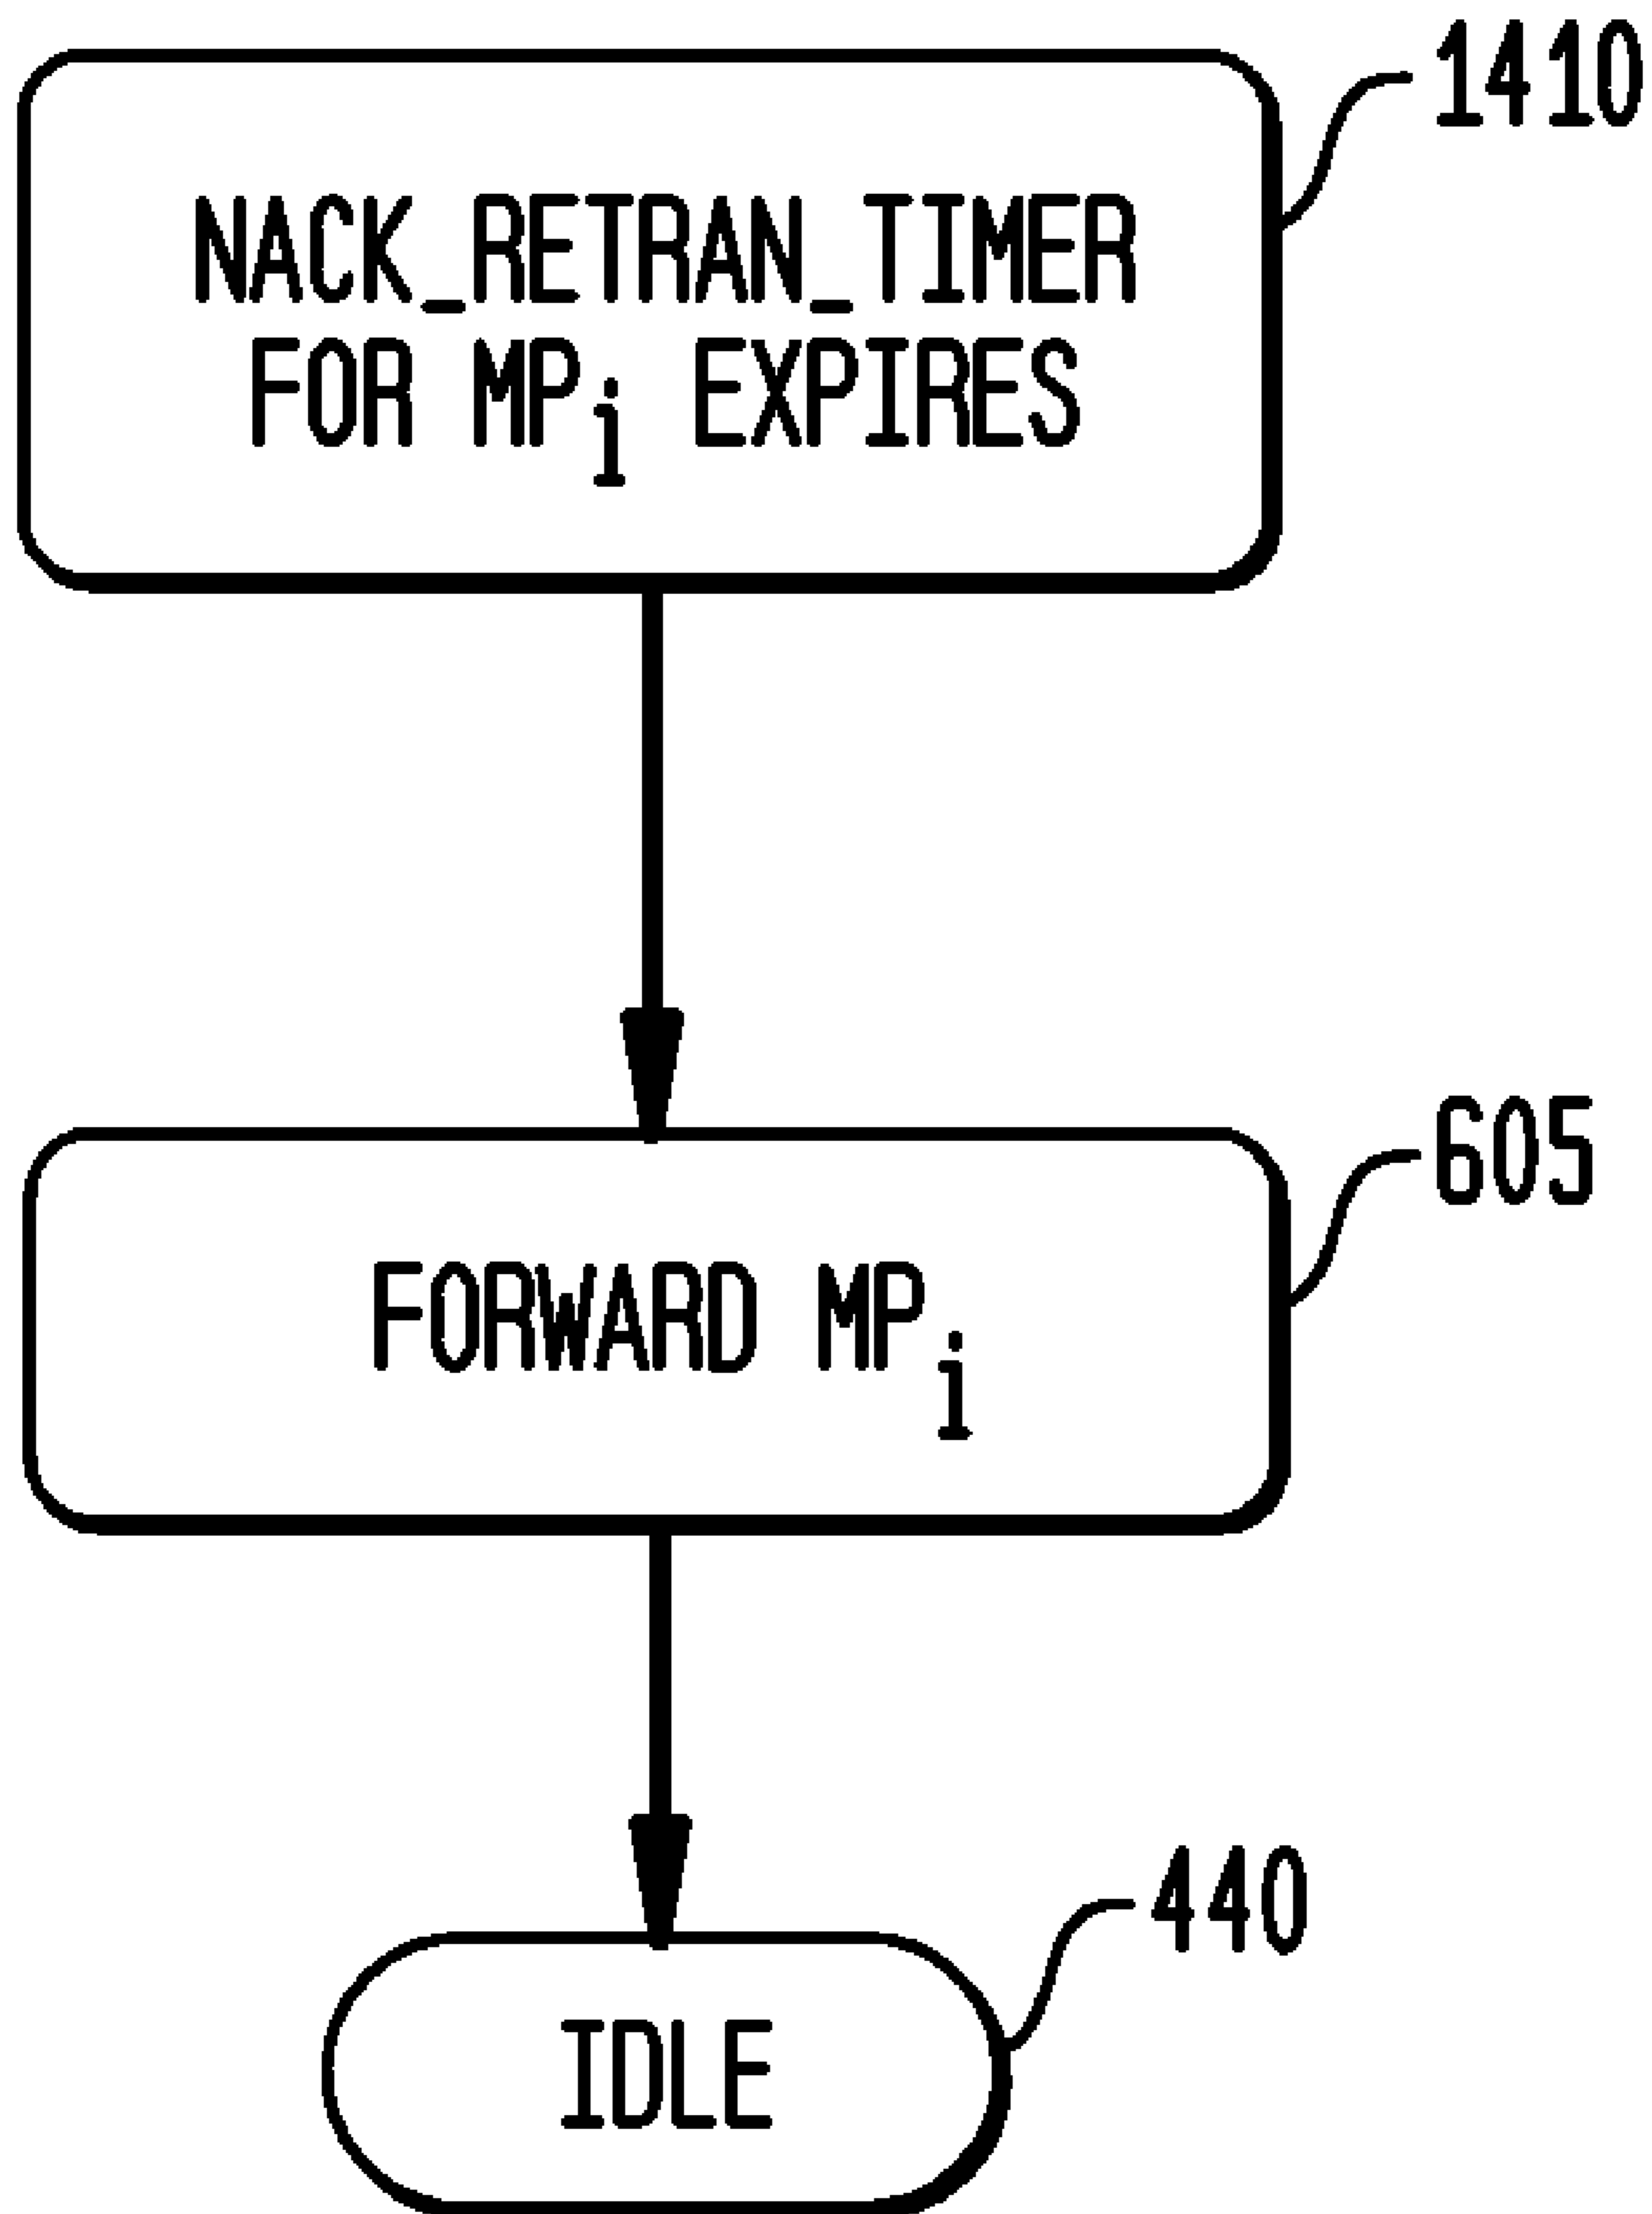 1410
NACK_RETRAN_TIMER
FOR MPi EXPIRES
605
FORWARD MPi
440
IDLE